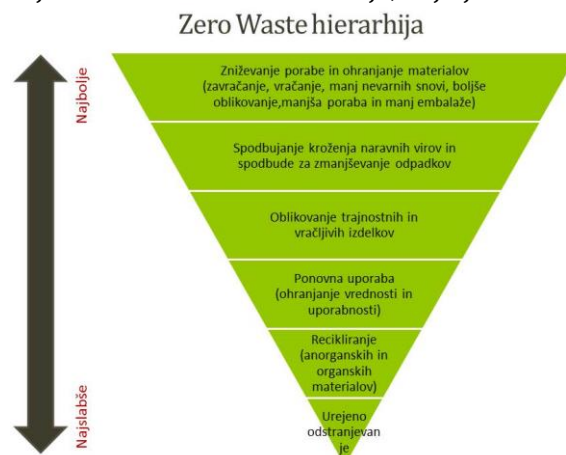 Zero Waste hierarhija
Najbolje
Zniževanje porabe in ohranjanje materialov
(zavračanje, vračanje, manj nevarnih snovi, boljše
oblikovanje,manjša poraba in manj embalaže)
Spodbujanje kroženja naravnih virov in
spodbude za zmanjševanje odpadkov
Oblikovanje trajnostnih in
vračljivih izdelkov
Ponovna uporaba
(ohranjanje vrednosti in
uporabnosti)
Recikliranje
(anorganskih in
organskih
materialov)
Najslabše
Urejeno
odstranjevan
je